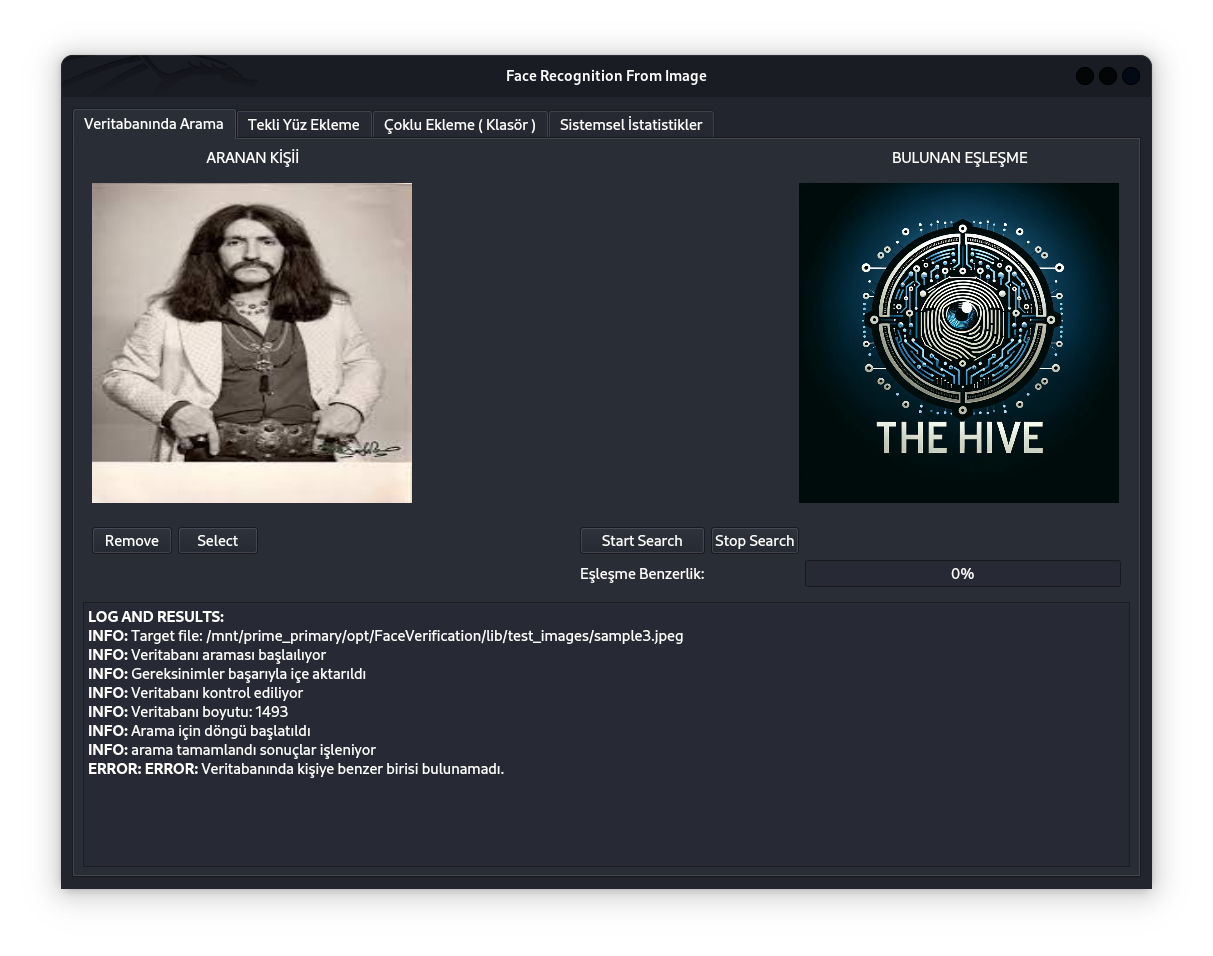 Face Recognition From Image
Veritabanında Arama
Tekli Yüz Ekleme
Çoklu Ekleme ( Klasör )
Sistemsel İstatistikler
ARANAN KİŞİİ
BULUNAN EŞLEŞME
THE HIVE
Remove
Select
Start Search
Stop Search
Eşleşme Benzerlik:
0%
LOG AND RESULTS:
INFO: Target file: /mnt/prime_primary/opt/FaceVerification/lib/test_images/sample3.jpeg
INFO: Veritabanı araması başlaılıyor
INFO: Gereksinimler başarıyla içe aktarıldı
INFO: Veritabanı kontrol ediliyor
INFO: Veritabanı boyutu: 1493
INFO: Arama için döngü başlatıldı
INFO: arama tamamlandı sonuçlar işleniyor
ERROR: ERROR: Veritabanında kişiye benzer birisi bulunamadı.